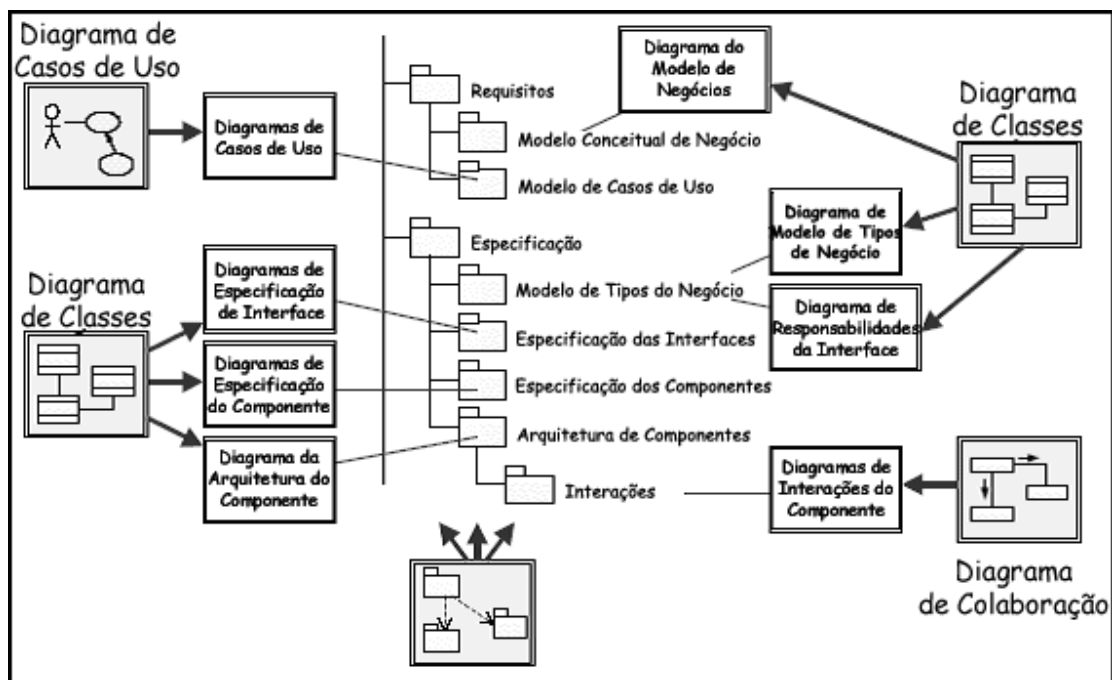 Diagrama de
Casos de Uso
Diagramas de
Casos de Uso
Requisitos
Modelo Conceitual de Negócio
Modelo de Casos de Uso
Diagrama do
Modelo de
Negócios
Diagrama
de Classes
Especificação
Modelo de Tipos do Negócio
Especificação das Interfaces
Especificação dos Componentes
Arquitetura de Componentes
Interações
Diagrama de
Modelo de Tipos
de Negócio
Diagrama de
Responsabilidades
da Interface
Diagrama
de Classes
Diagramas de
Especificação
de Interface
Diagramas de
Especificação
do Componente
Diagrama da
Arquitetura do
Componente
Diagramas de
Interações do
Componente
Diagrama
de Colaboração